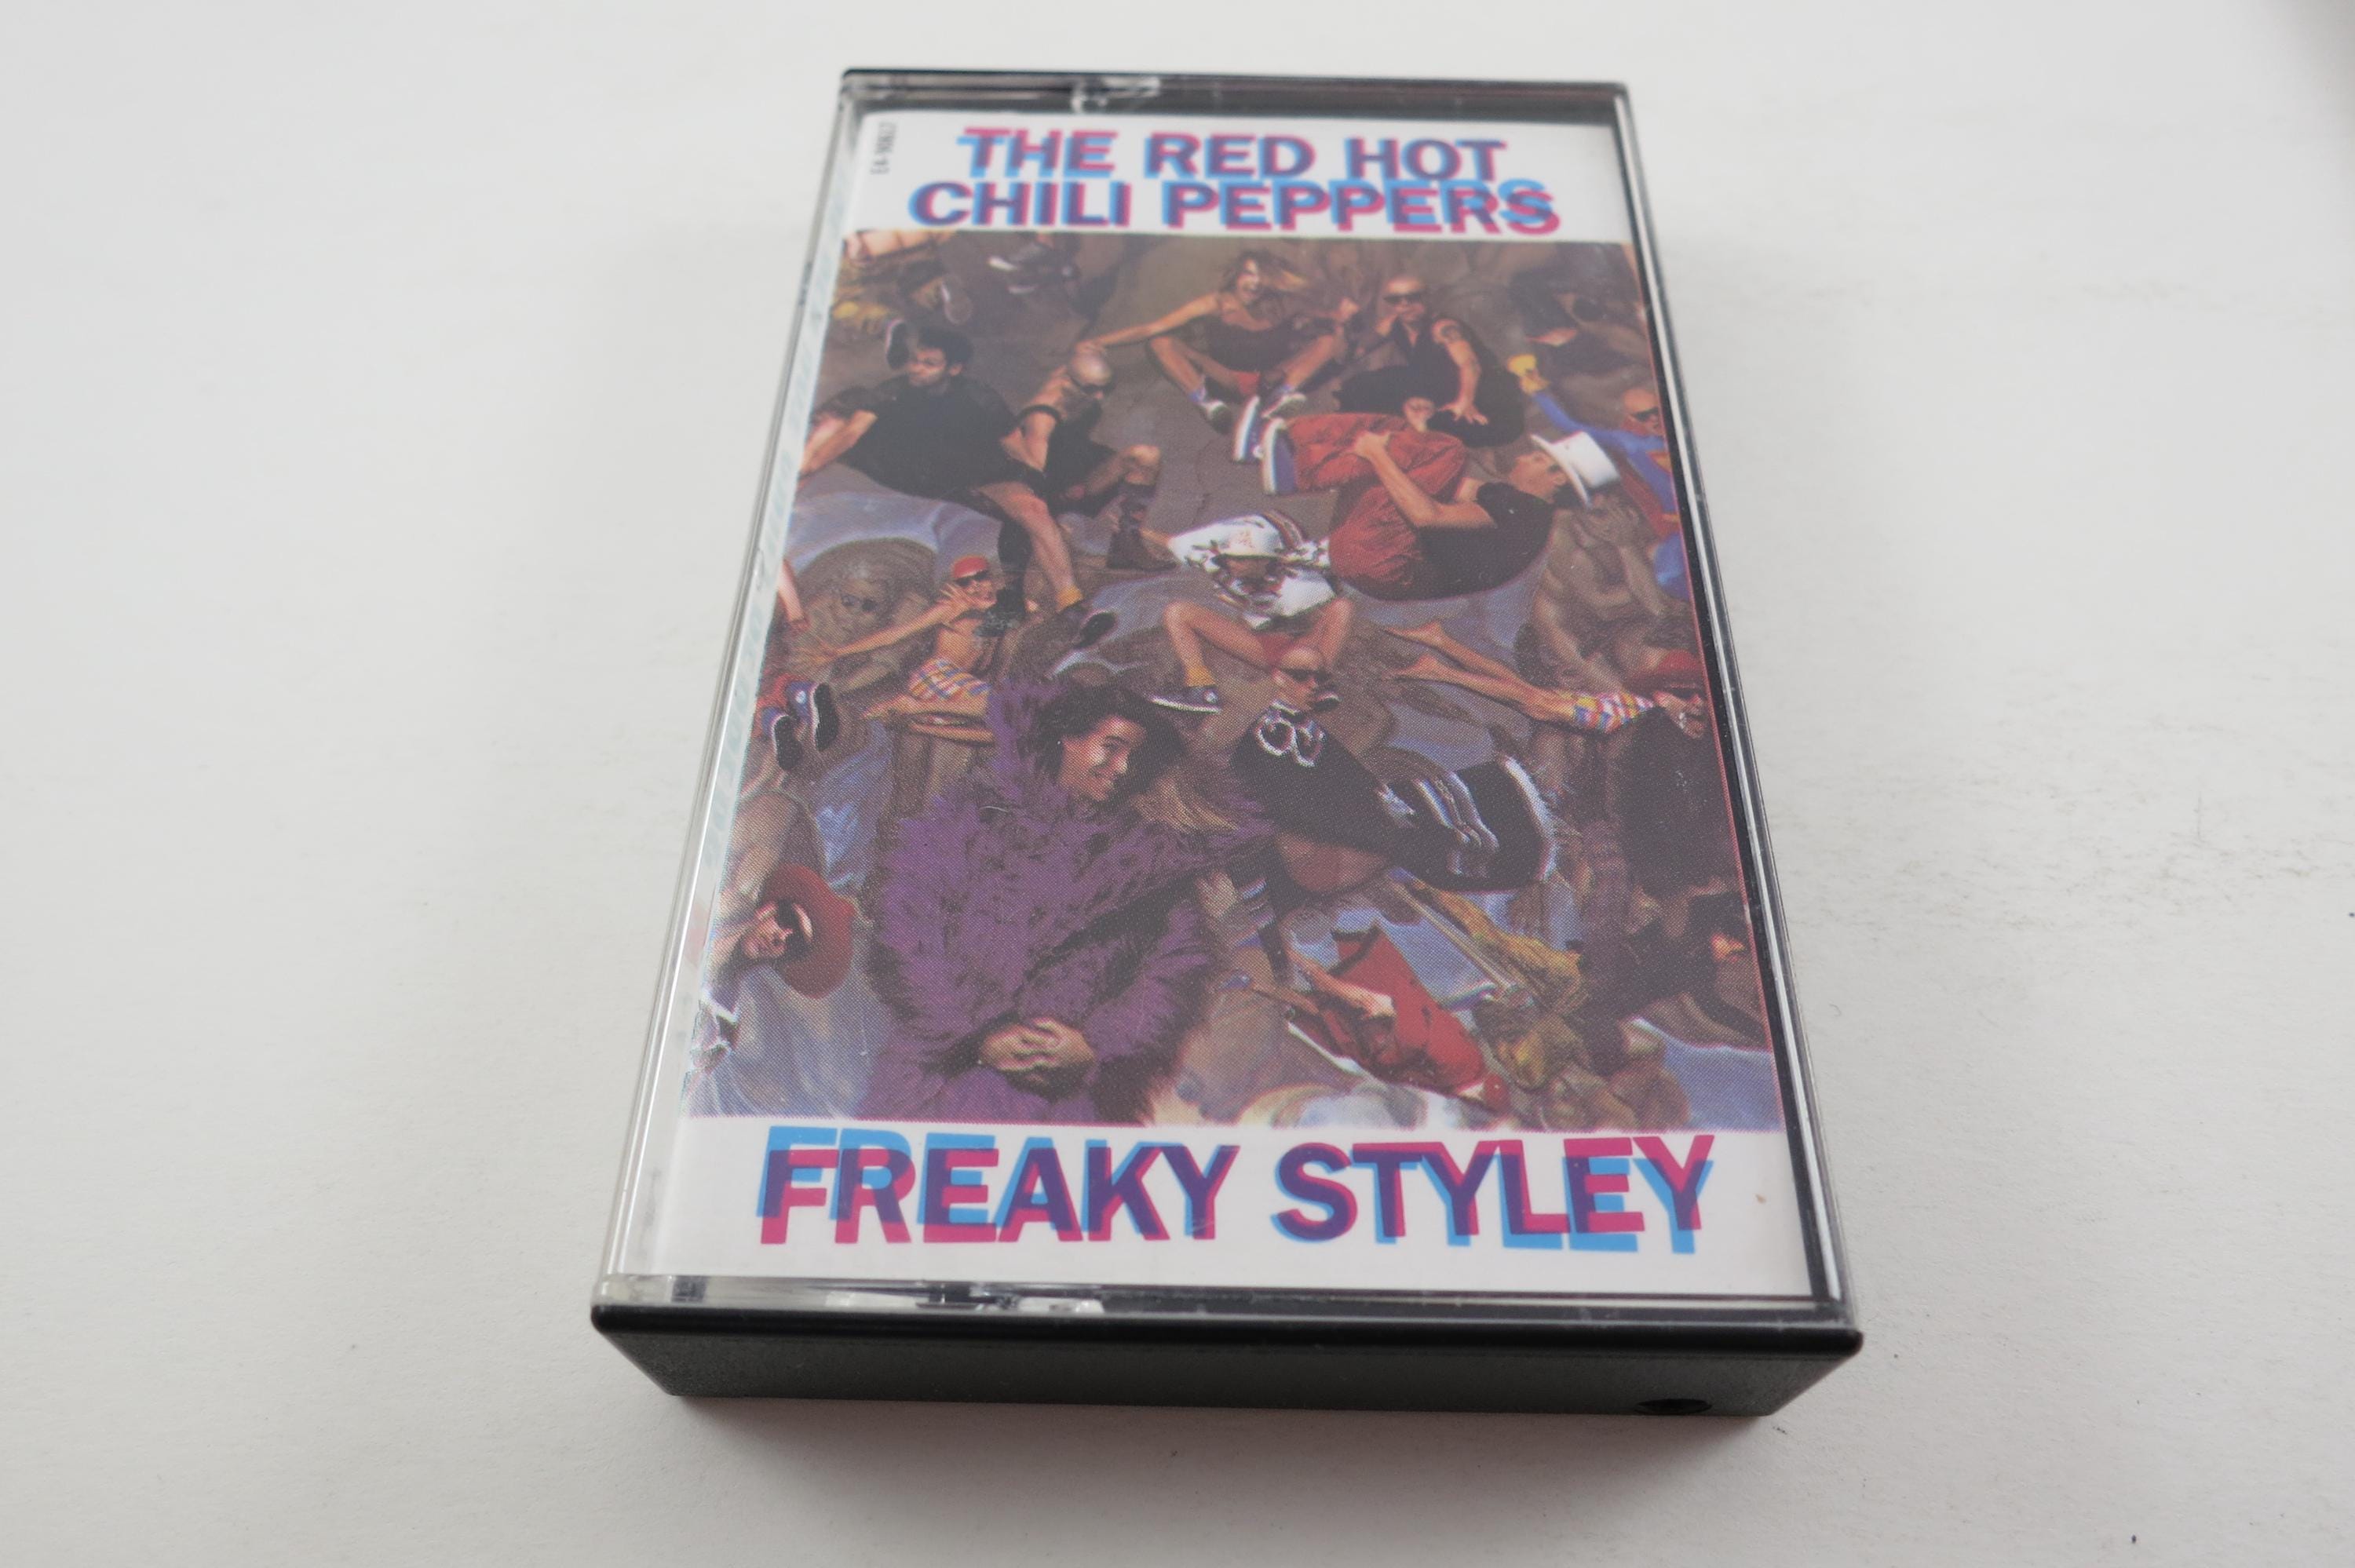 THE RED HOT
CHILI PEPPERS
FREAKY STYLEY